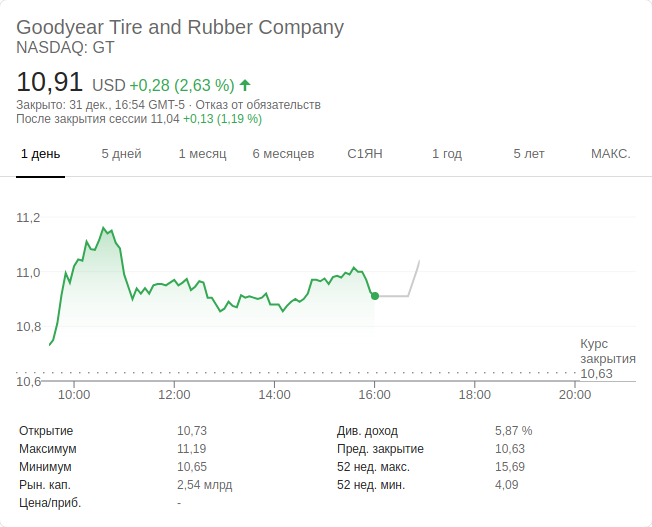 Goodyear Tire and Rubber Company
NASDAQ: GT
10,91 USD +0,28 (2,63 %)
Закрыто: 31 дек., 16:54 GMT-5 · Отказ от обязательств
После закрытия сессии 11,04 +0,13 (1,19 %)
1 день 5 дней 1 месяц 6 месяцев С1ЯН 1 год 5 лет МАКС.
11,2
11,0
10,8
10,6
Курс
закрытия
10,63
10:00 12:00 14:00 16:00 18:00 20:00
Открытие 10,73 Див. доход 5,87 %
Максимум 11,19 Пред. закрытие 10,63
Минимум 10,65 52 нед. макс. 15,69
Рын. кап. 2,54 млрд 52 нед. мин. 4,09
Цена/приб. -